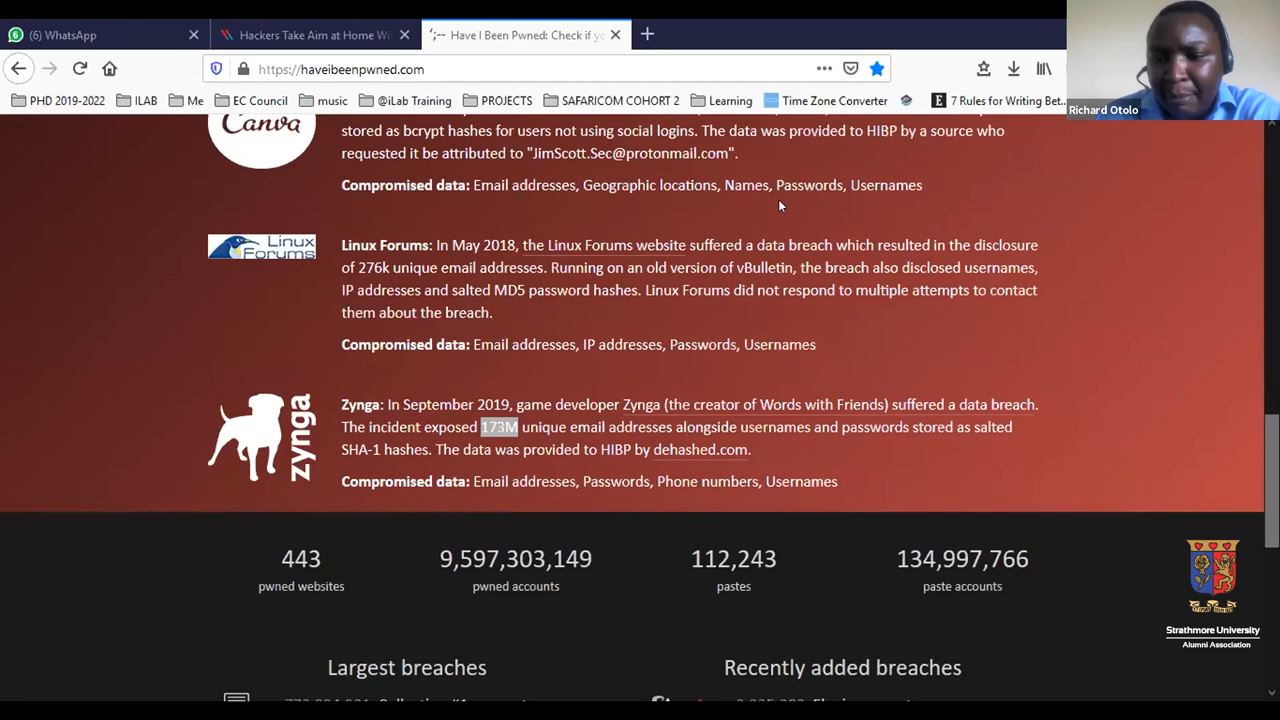 (6) WhatsApp
Hackers Take Aim at Home Wi
Have I Been Pwned: Check if yo
https://haveibeenpwned.com
PHD 2019-2022
ILAB
Me
EC Council
music
@iLab Training
PROJECTS
SAFARICOM COHORT 2
Learning
Time Zone Converter
7 Rules for Writing Bet...
Richard Otolo
Canva
stored as bcrypt hashes for users not using social logins. The data was provided to HIBP by a source who
requested it be attributed to "JimScott.Sec@protonmail.com".
Compromised data: Email addresses, Geographic locations, Names, Passwords, Usernames
Linux Forums
Linux Forums: In May 2018, the Linux Forums website suffered a data breach which resulted in the disclosure
of 276k unique email addresses. Running on an old version of vBulletin, the breach also disclosed usernames,
IP addresses and salted MD5 password hashes. Linux Forums did not respond to multiple attempts to contact
them about the breach.
Compromised data: Email addresses, IP addresses, Passwords, Usernames
zynga
Zynga: In September 2019, game developer Zynga (the creator of Words with Friends) suffered a data breach.
The incident exposed 173M unique email addresses alongside usernames and passwords stored as salted
SHA-1 hashes. The data was provided to HIBP by dehashed.com.
Compromised data: Email addresses, Passwords, Phone numbers, Usernames
443
pwned websites
9,597,303,149
pwned accounts
112,243
pastes
134,997,766
paste accounts
Strathmore University
Alumni Association
Largest breaches
Recently added breaches